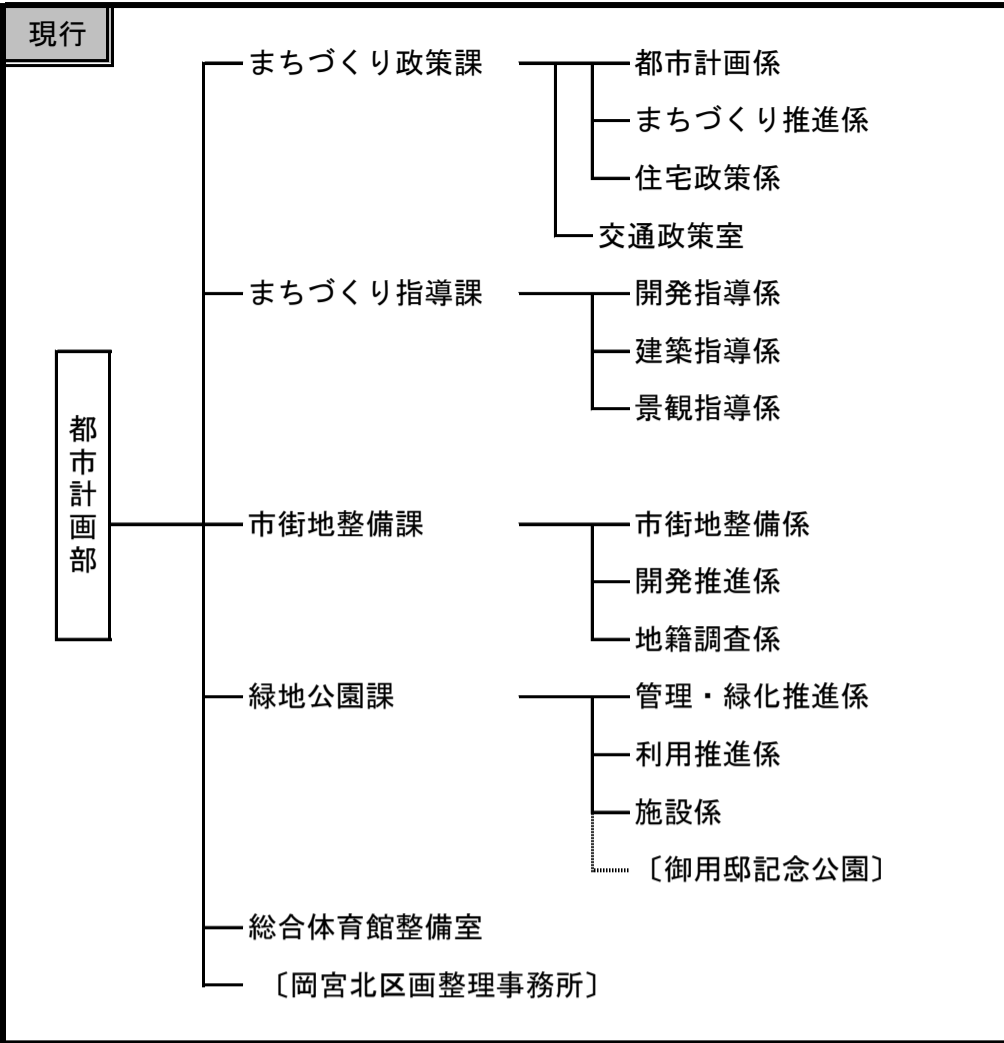 現行
まちづくり政策課 都市計画係
まちづくり推進係
住宅政策係
交通政策室
まちづくり指導課 開発指導係
建築指導係
景観指導係
都市計画部
市街地整備課 市街地整備係
開発推進係
地籍調査係
緑地公園課 管理・緑化推進係
利用推進係
施設係
〔御用邸記念公園〕
総合体育館整備室
〔岡宮北区画整理事務所〕